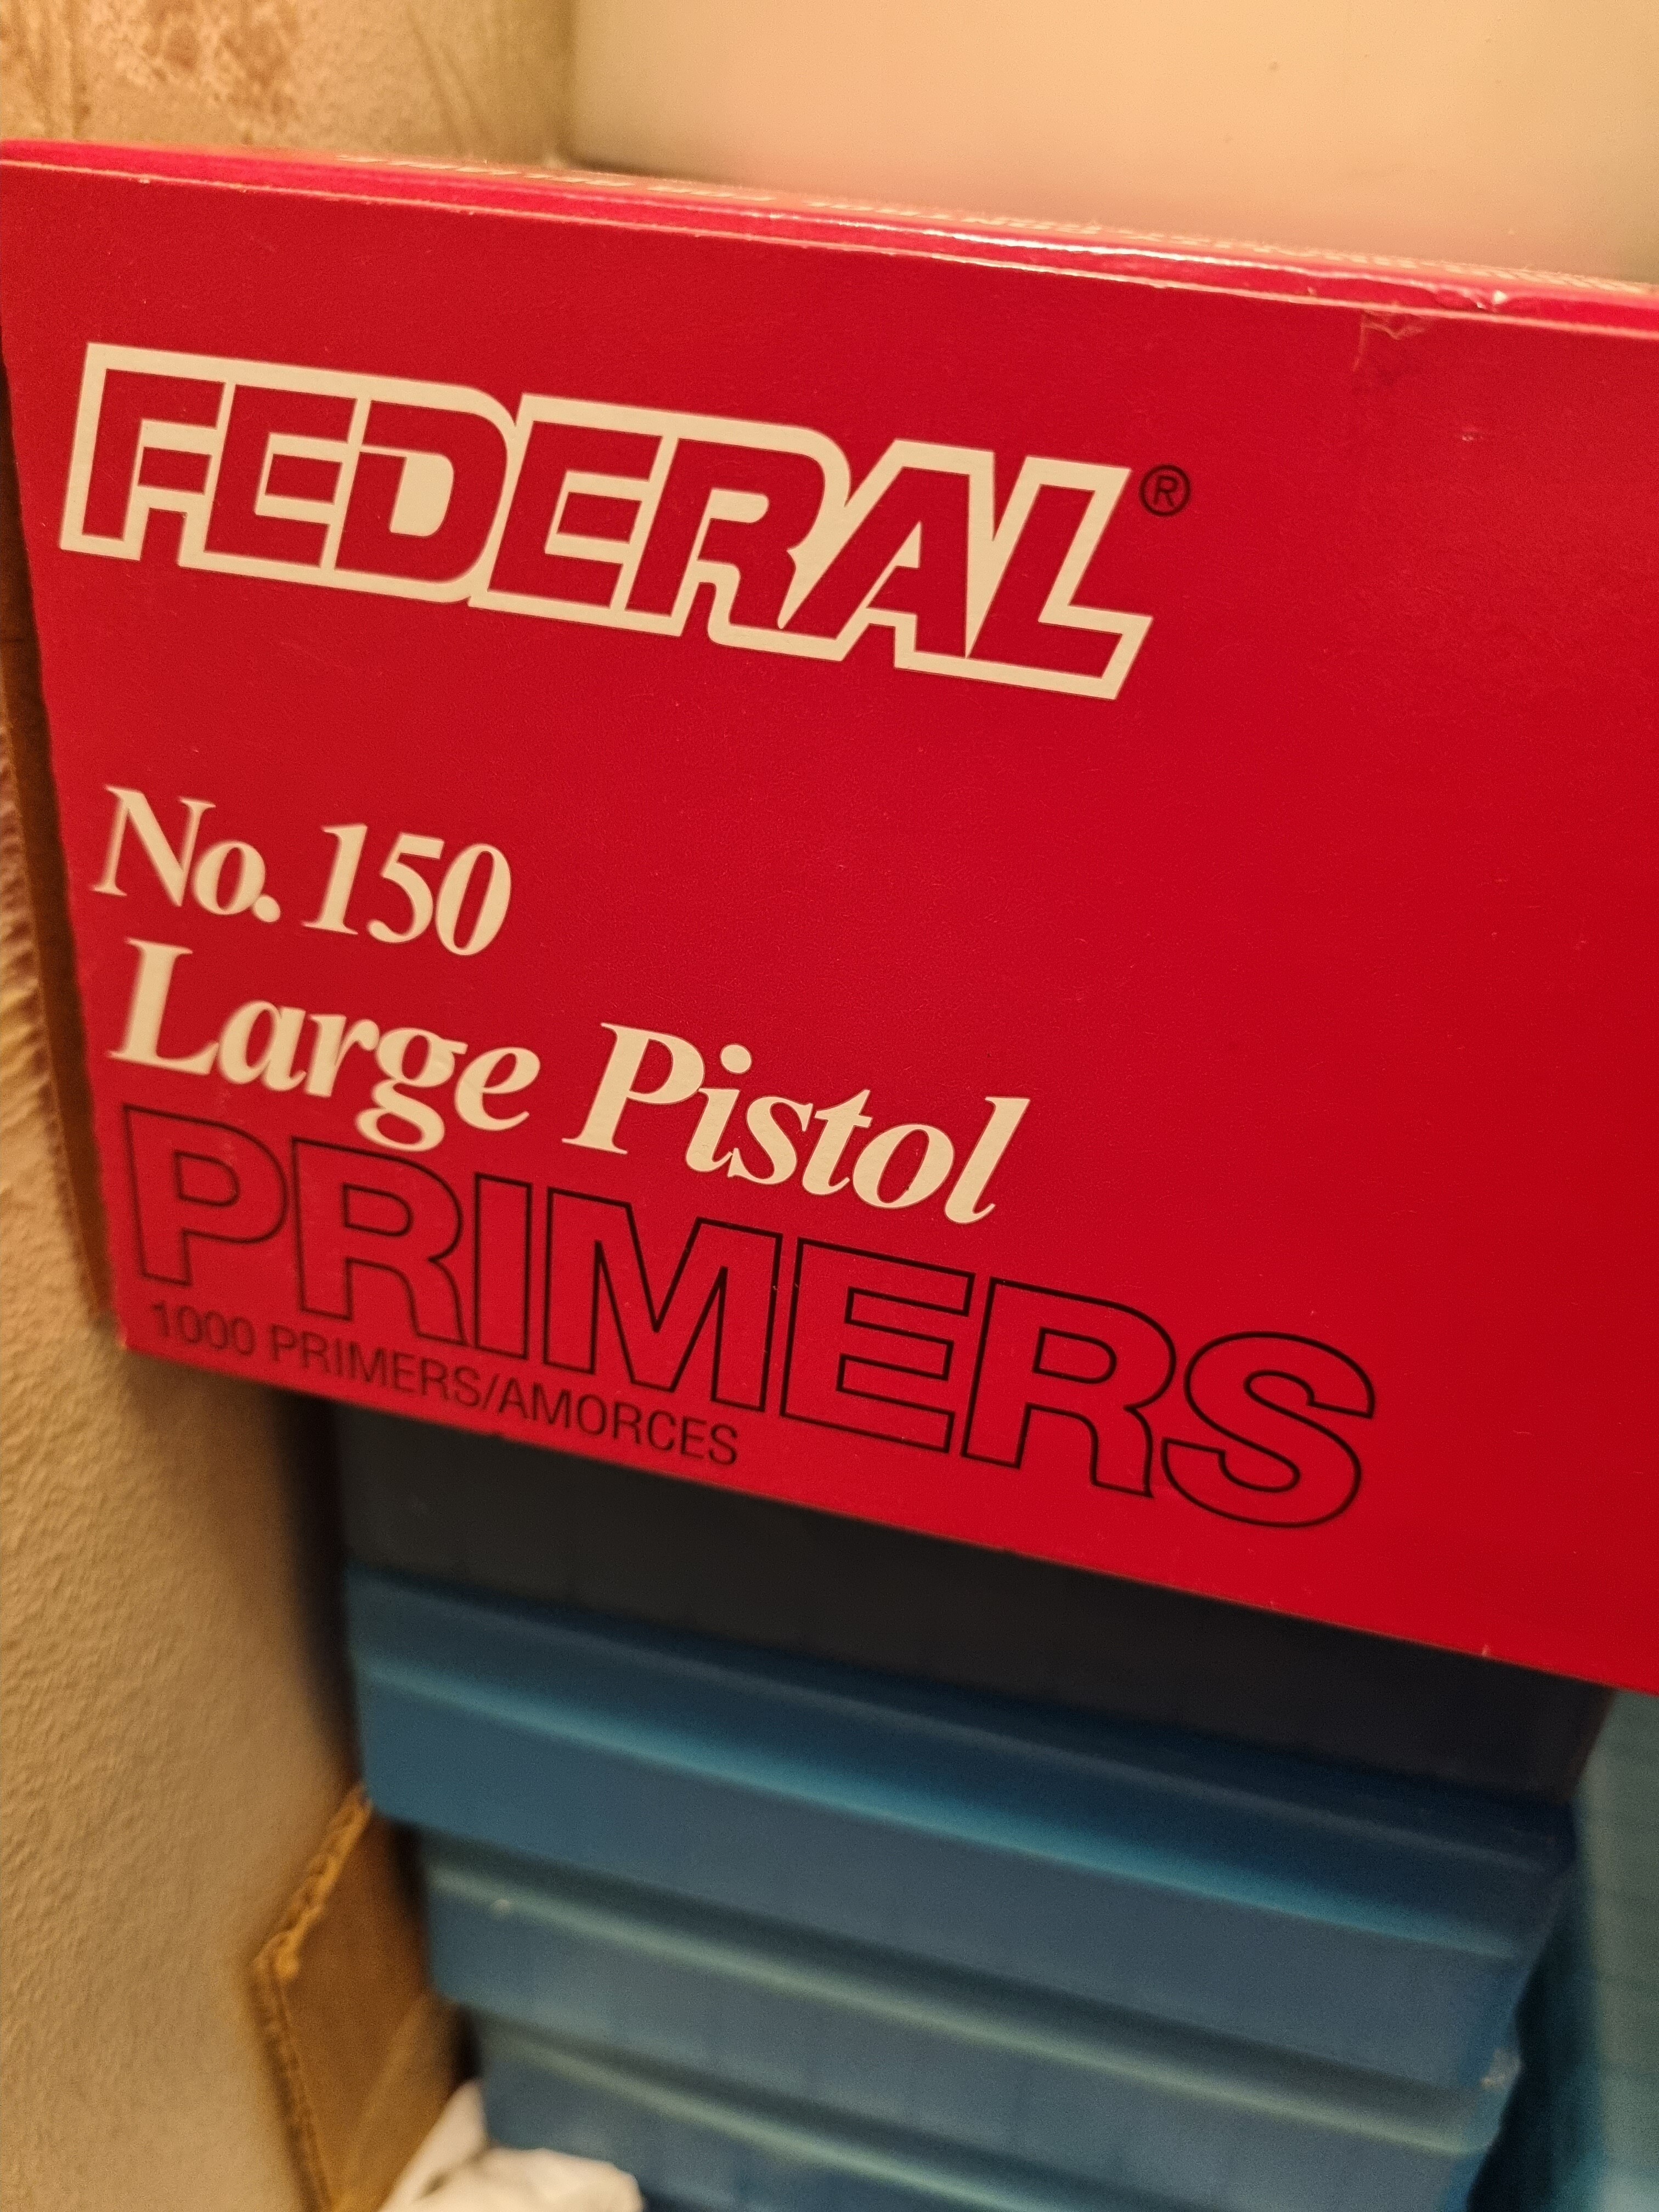 FEDERAL®
No. 150
Large Pistol
PRIMERS
1000 PRIMERS/AMORCES